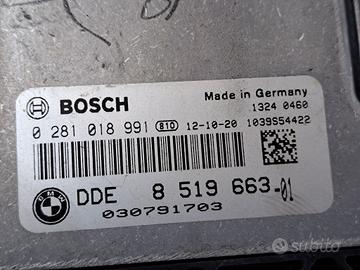 BOSCH
Made in Germany
1324 0460
0 281 018 991 810 12-10-20 1039S54422
BMW
DDE 8 519 663-01
030791703
subito